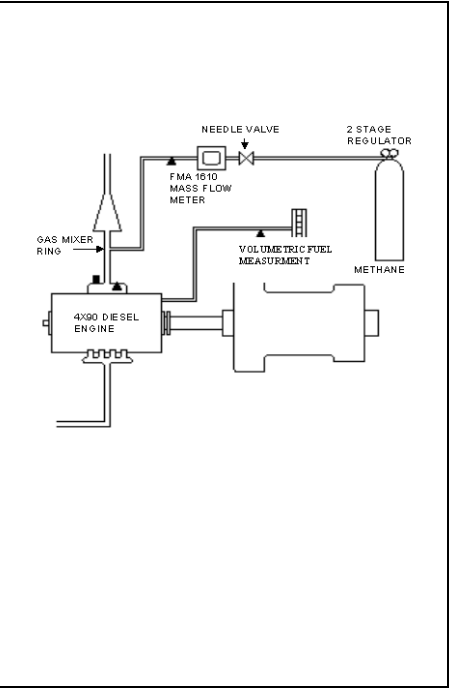 NEEDLE VALVE
2 STAGE
REGULATOR
FMA 1610
MASS FLOW
METER
GAS MIXER
RING
VOLUMETRIC FUEL
MEASURMENT
METHANE
4X90 DIESEL
ENGINE